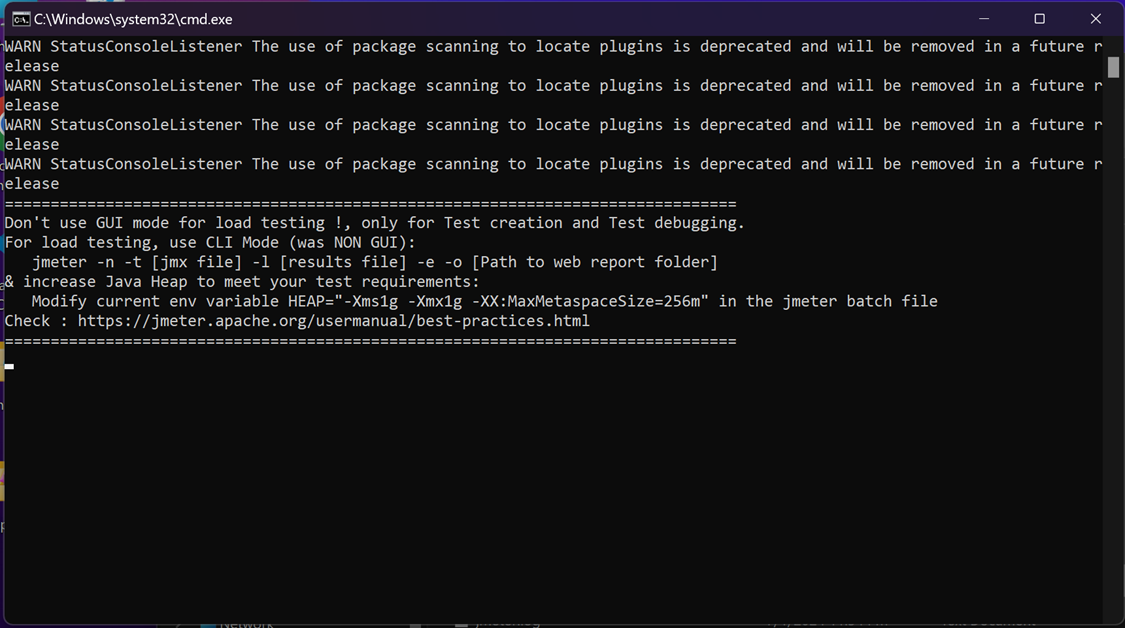 C:\Windows\system32\cmd.exe
WARN StatusConsoleListener The use of package scanning to locate plugins is deprecated and will be removed in a future r
elease
WARN StatusConsoleListener The use of package scanning to locate plugins is deprecated and will be removed in a future r
elease
WARN StatusConsoleListener The use of package scanning to locate plugins is deprecated and will be removed in a future r
elease
WARN StatusConsoleListener The use of package scanning to locate plugins is deprecated and will be removed in a future r
elease
================================================================================
Don't use GUI mode for load testing !, only for Test creation and Test debugging.
For load testing, use CLI Mode (was NON GUI):
   jmeter -n -t [jmx file] -l [results file] -e -o [Path to web report folder]
& increase Java Heap to meet your test requirements:
   Modify current env variable HEAP="-Xms1g -Xmx1g -XX:MaxMetaspaceSize=256m" in the jmeter batch file
Check : https://jmeter.apache.org/usermanual/best-practices.html
================================================================================